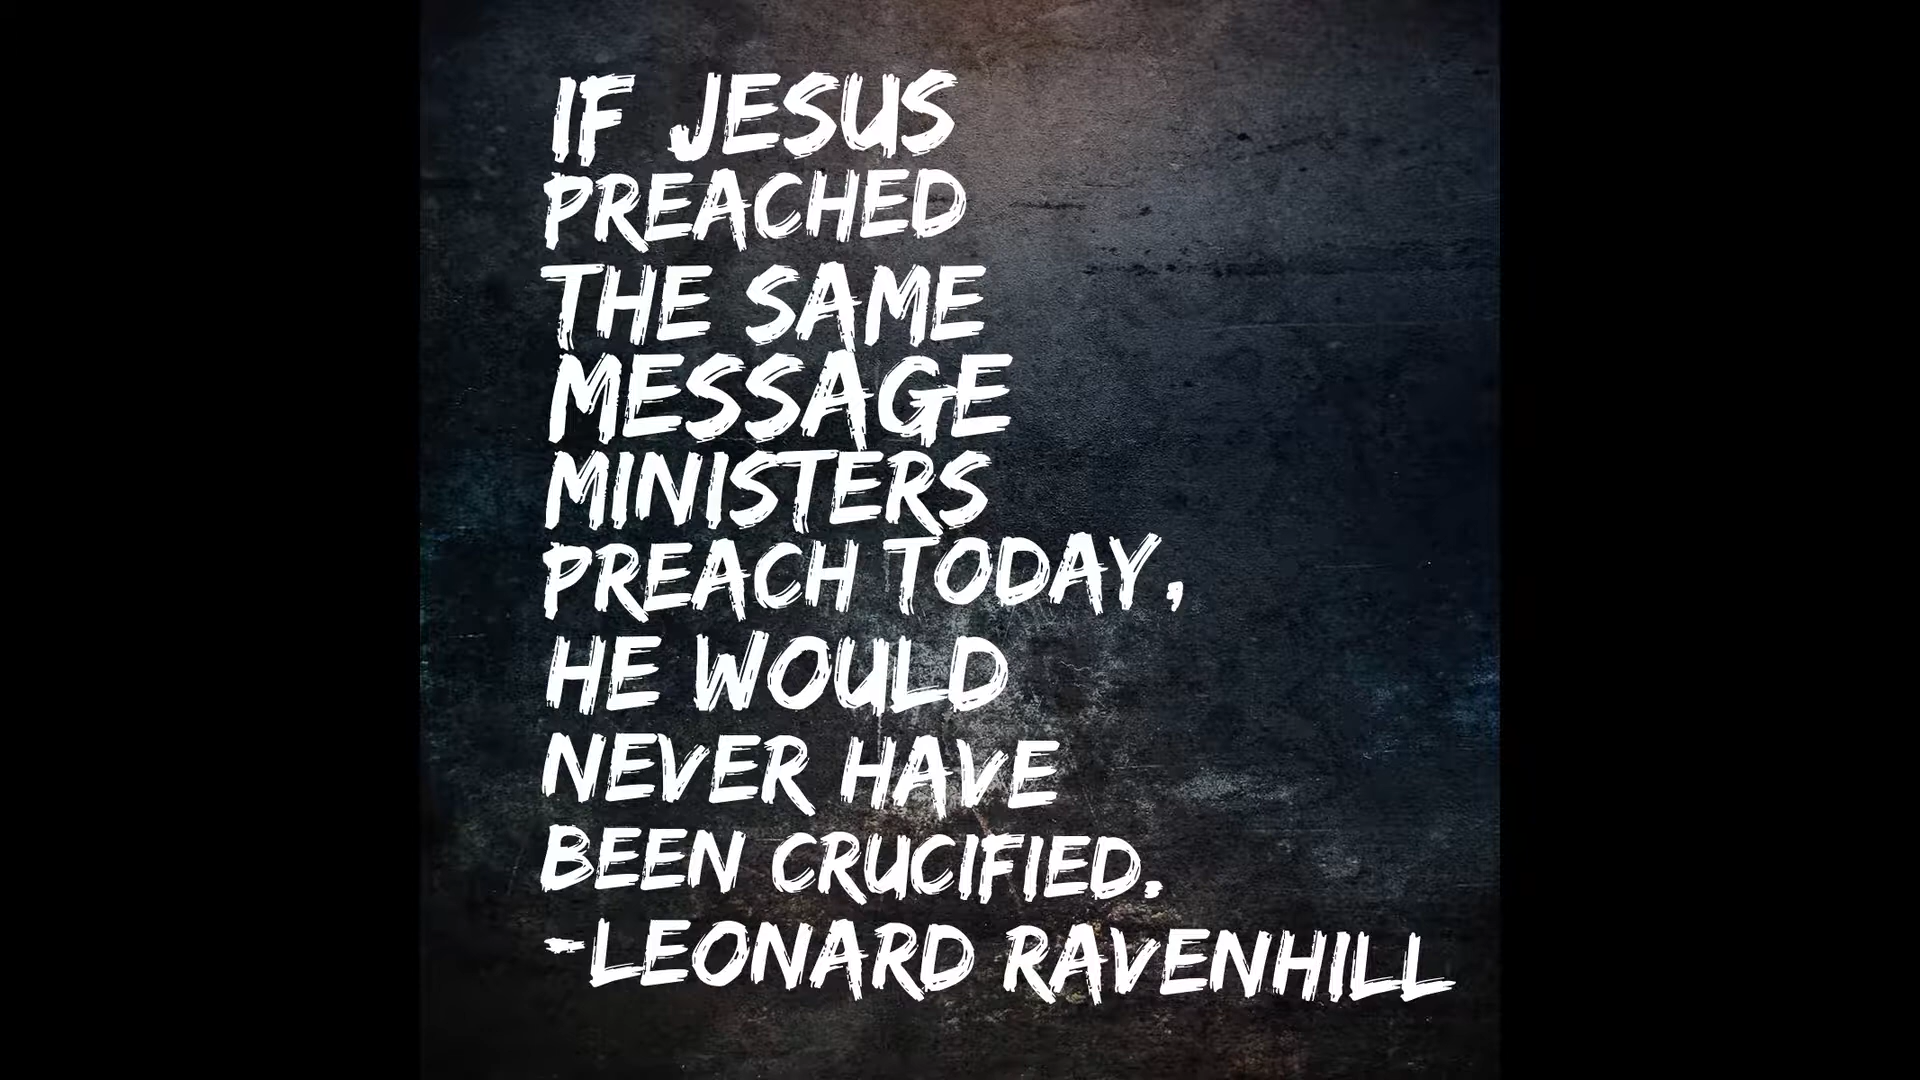 IF JESUS
PREACHED
THE SAME
MESSAGE
MINISTERS
PREACH TODAY,
HE WOULD
NEVER HAVE
BEEN CRUCIFIED.
-LEONARD RAVENHILL